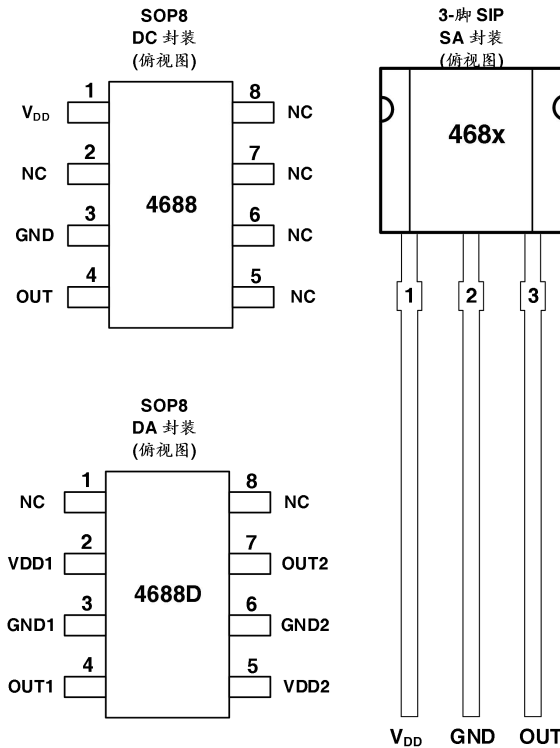 SOP8
DC 封装
(俯视图)
1
8
VDD
NC
2
7
NC
NC
4688
3
6
GND
NC
4
5
OUT
NC
3-脚 SIP
SA 封装
(俯视图)
468x
1
2
3
VDD
GND
OUT
SOP8
DA 封装
(俯视图)
1
8
NC
NC
2
7
VDD1
OUT2
4688D
3
6
GND1
GND2
4
5
OUT1
VDD2